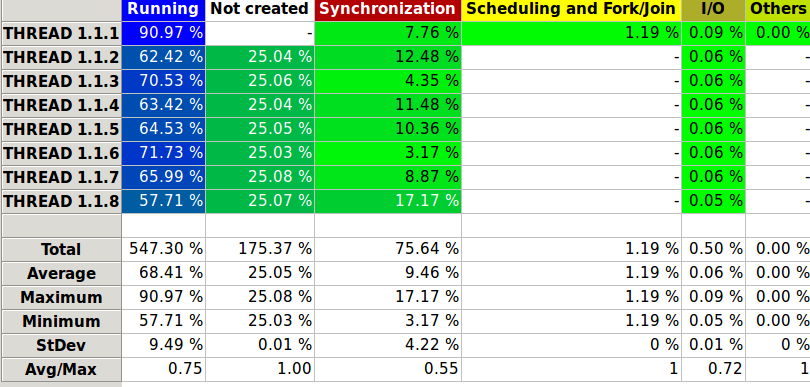 Running Not created Synchronization Scheduling and Fork/Join I/O Others
THREAD 1.1.1 90.97 % - 7.76 % 1.19 % 0.09 % 0.00 %
THREAD 1.1.2 62.42 % 25.04 % 12.48 % - 0.06 % -
THREAD 1.1.3 70.53 % 25.06 % 4.35 % - 0.06 % -
THREAD 1.1.4 63.42 % 25.04 % 11.48 % - 0.06 % -
THREAD 1.1.5 64.53 % 25.05 % 10.36 % - 0.06 % -
THREAD 1.1.6 71.73 % 25.03 % 3.17 % - 0.06 % -
THREAD 1.1.7 65.99 % 25.08 % 8.87 % - 0.06 % -
THREAD 1.1.8 57.71 % 25.07 % 17.17 % - 0.05 % -
Total 547.30 % 175.37 % 75.64 % 1.19 % 0.50 % 0.00 %
Average 68.41 % 25.05 % 9.46 % 1.19 % 0.06 % 0.00 %
Maximum 90.97 % 25.08 % 17.17 % 1.19 % 0.09 % 0.00 %
Minimum 57.71 % 25.03 % 3.17 % 1.19 % 0.05 % 0.00 %
StDev 9.49 % 0.01 % 4.22 % 0 % 0.01 % 0 %
Avg/Max 0.75 1.00 0.55 1 0.72 1